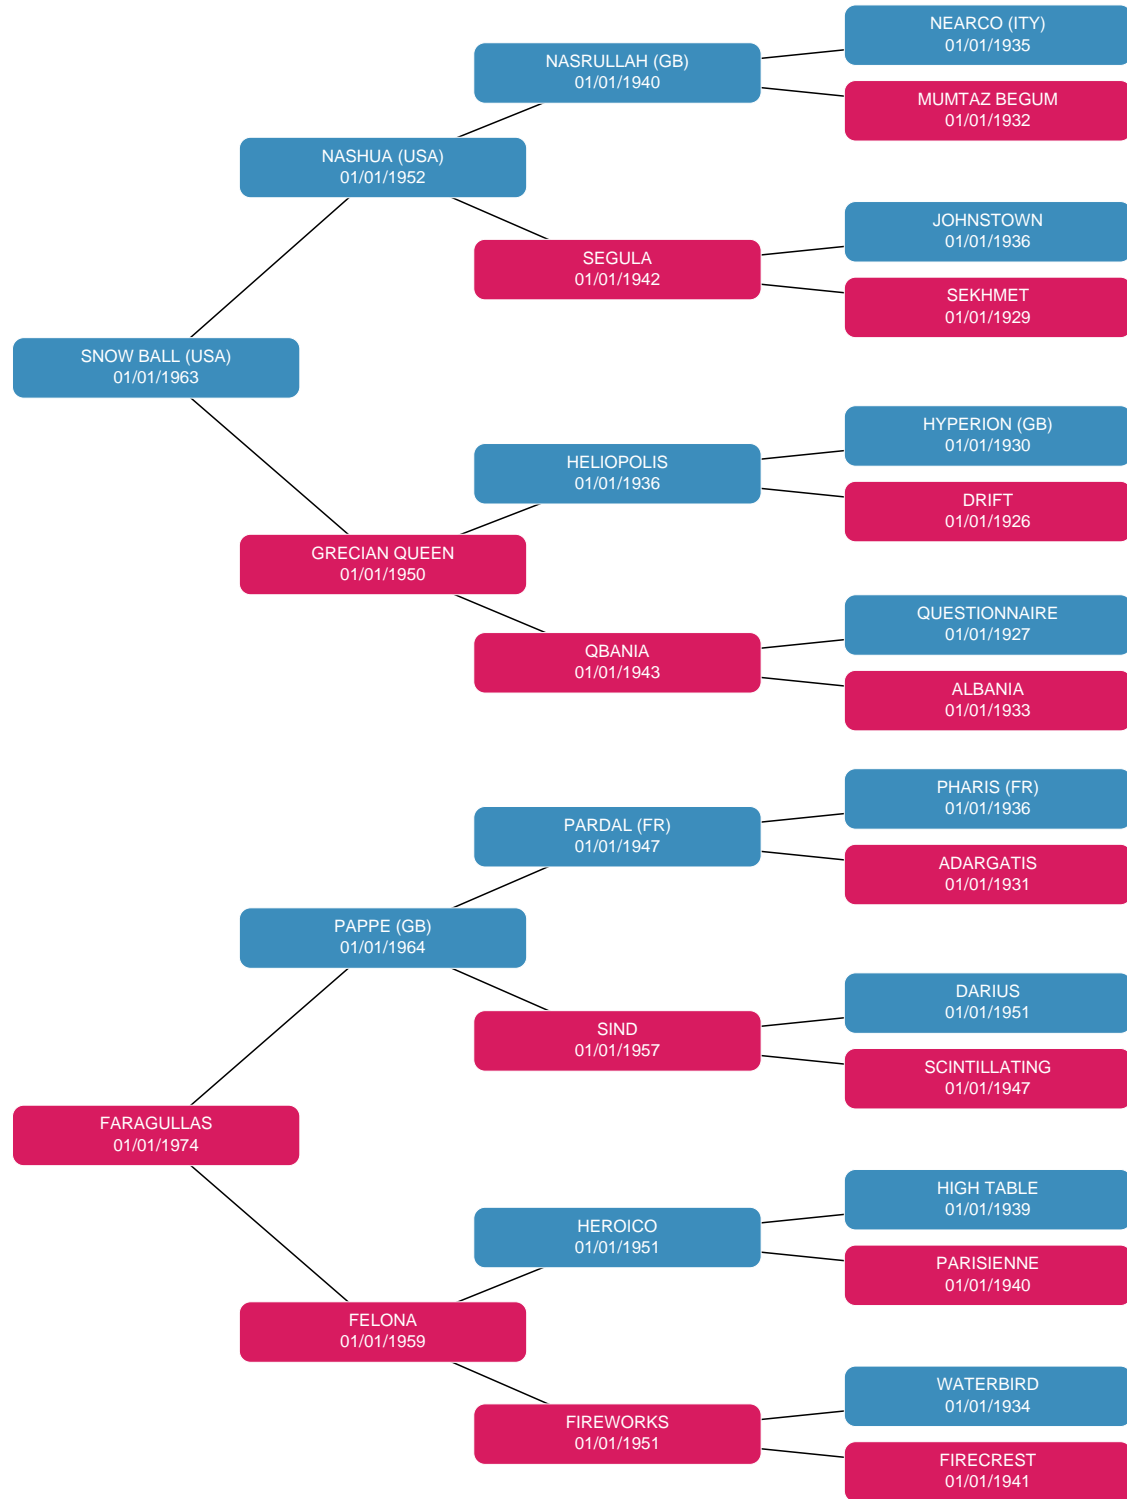 NEARCO (ITY)
01/01/1935
NASRULLAH (GB)
01/01/1940
MUMTAZ BEGUM
01/01/1932
NASHUA (USA)
01/01/1952
JOHNSTOWN
01/01/1936
SEGULA
01/01/1942
SEKHMET
01/01/1929
SNOW BALL (USA)
01/01/1963
HYPERION (GB)
01/01/1930
HELIOPOLIS
01/01/1936
DRIFT
01/01/1926
GRECIAN QUEEN
01/01/1950
QUESTIONNAIRE
01/01/1927
QBANIA
01/01/1943
ALBANIA
01/01/1933
PHARIS (FR)
01/01/1936
PARDAL (FR)
01/01/1947
ADARGATIS
01/01/1931
PAPPE (GB)
01/01/1964
DARIUS
01/01/1951
SIND
01/01/1957
SCINTILLATING
01/01/1947
FARAGULLAS
01/01/1974
HIGH TABLE
01/01/1939
HEROICO
01/01/1951
PARISIENNE
01/01/1940
FELONA
01/01/1959
WATERBIRD
01/01/1934
FIREWORKS
01/01/1951
FIRECREST
01/01/1941